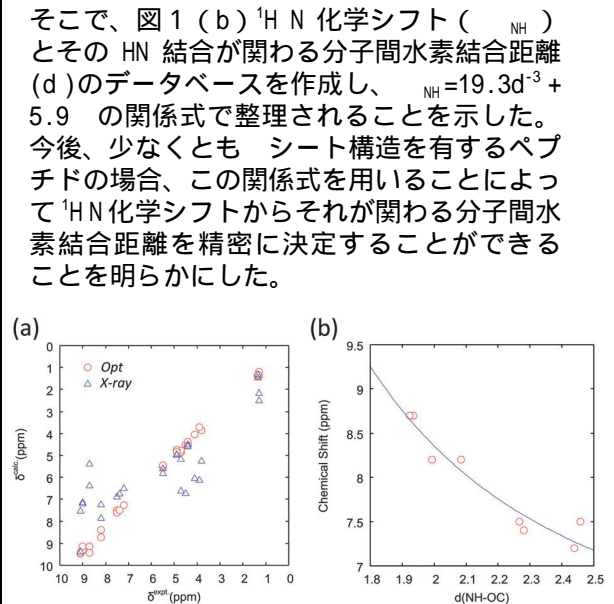 そこで、図1(b)¹H N 化学シフト( NH )
とその HN 結合が関わる分子間水素結合距離
(d)のデータベースを作成し、 NH=19.3d⁻³ +
5.9 の関係式で整理されることを示した。
今後、少なくとも シート構造を有するペプ
チドの場合、この関係式を用いることによっ
て¹HN化学シフトからそれが関わる分子間水
素結合距離を精密に決定することができる
ことを明らかにした。
(a)
0
1
2
3
4
5
6
7
8
9
10
δcalc.(ppm)
Opt
X-ray
10 9 8 7 6 5 4 3 2 1 0
δexpt.(ppm)
(b)
9.5
9
8.5
8
7.5
7
Chemical Shift (ppm)
1.8 1.9 2 2.1 2.2 2.3 2.4 2.5
d(NH-OC)